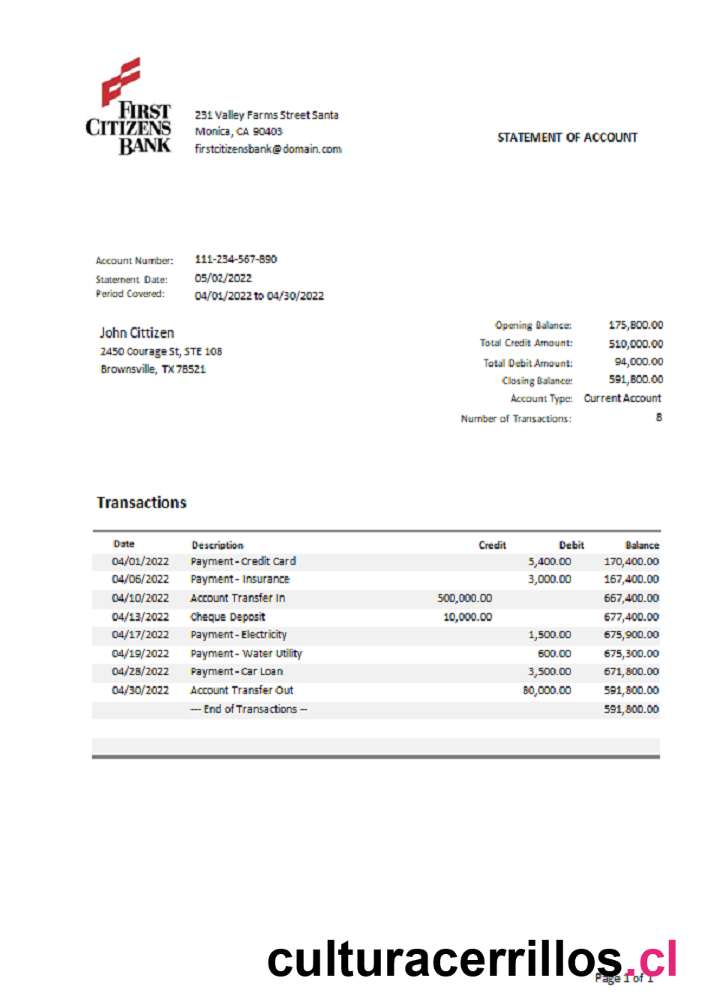 FIRST
CITIZENS
BANK
231 Valley Farms Street Santa
Monica, CA 90403
firstcitizensbank@domain.com
STATEMENT OF ACCOUNT
Account Number: 111-234-567-890
Statement Date: 05/02/2022
Period Covered: 04/01/2022 to 04/30/2022
John Cittizen
2450 Courage St, STE 108
Brownsville, TX 78521
Opening Balance: 175,800.00
Total Credit Amount: 510,000.00
Total Debit Amount: 94,000.00
Closing Balance: 591,800.00
Account Type: Current Account
Number of Transactions: 8
Transactions
Date Description Credit Debit Balance
04/01/2022 Payment - Credit Card 5,400.00 170,400.00
04/06/2022 Payment - Insurance 3,000.00 167,400.00
04/10/2022 Account Transfer In 500,000.00 667,400.00
04/13/2022 Cheque Deposit 10,000.00 677,400.00
04/17/2022 Payment - Electricity 1,500.00 675,900.00
04/19/2022 Payment - Water Utility 600.00 675,300.00
04/28/2022 Payment - Car Loan 3,500.00 671,800.00
04/30/2022 Account Transfer Out 80,000.00 591,800.00
--- End of Transactions -- 591,800.00
culturacerrillos.cl
Page 1 of 1